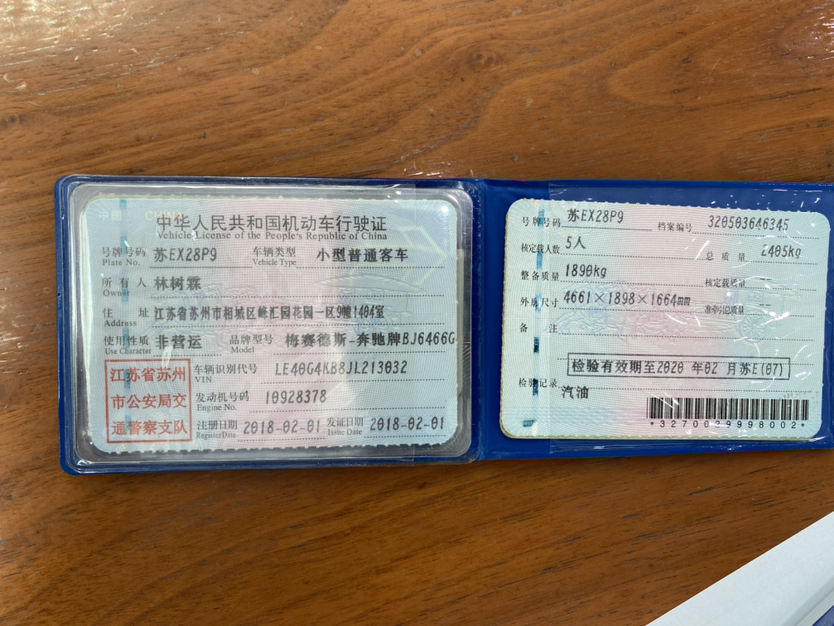 中华人民共和国机动车行驶证
Vehicle License of the People's Republic of China
号牌号码 Plate No. 苏EX28P9 车辆类型 Vehicle Type 小型普通客车
所有人 Owner 林树霖
住址 Address 江苏省苏州市相城区峰汇园花园一区9幢1404室
使用性质 Use Character 非营运 品牌型号 Model 梅赛德斯-奔驰牌BJ6466G
江苏省苏州
市公安局交
通警察支队
车辆识别代号 VIN LE40G4KB8JL213032
发动机号码 Engine No. 10928378
注册日期 Register Date 2018-02-01 发证日期 Issue Date 2018-02-01
号牌号码 苏EX28P9 档案编号 320503646345
核定载人数 5人 总质量 2405kg
整备质量 1890kg 核定载质量 --
外廓尺寸 4661×1898×1664mm 准牵引总质量 --
备注
检验有效期至2020 年02 月苏E(07)
检验记录
汽油
*3270029998002*